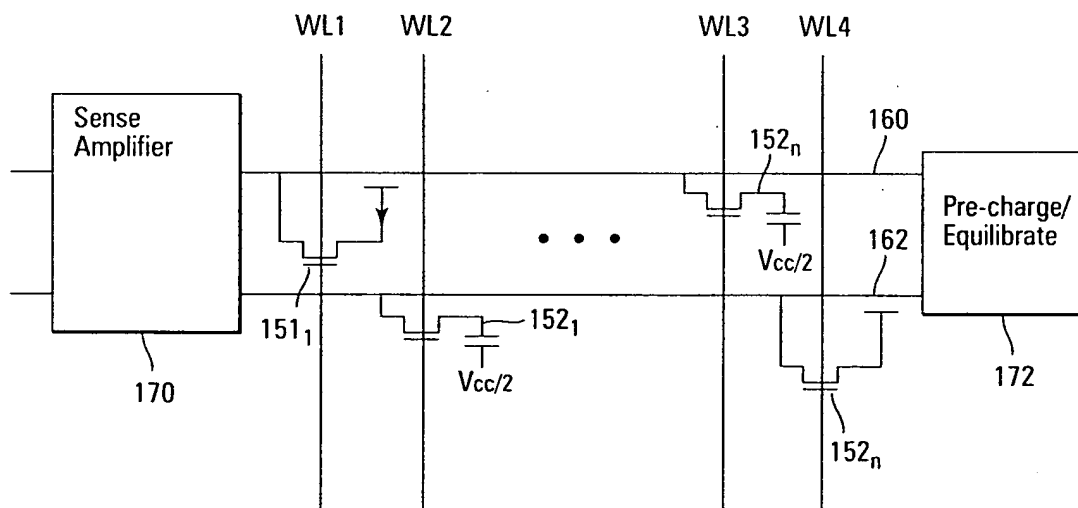 WL1 WL2 WL3 WL4
Sense
Amplifier
160
152n
Pre-charge/
Equilibrate
162
Vcc/2
151₁
152₁
Vcc/2
170
172
152n